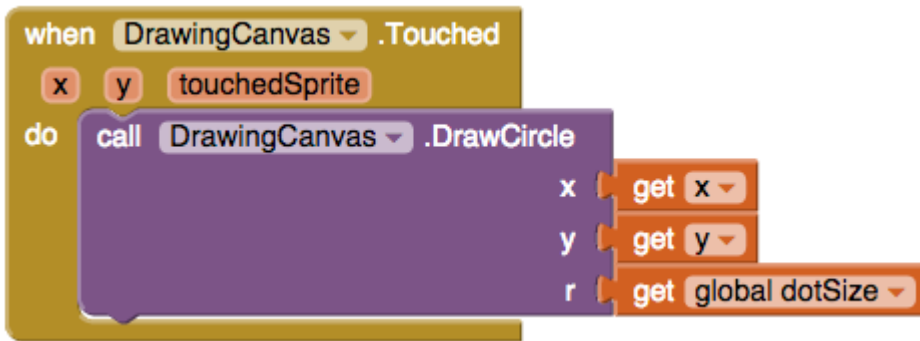 when DrawingCanvas .Touched
x y touchedSprite
do call DrawingCanvas .DrawCircle
x get x
y get y
r get global dotSize